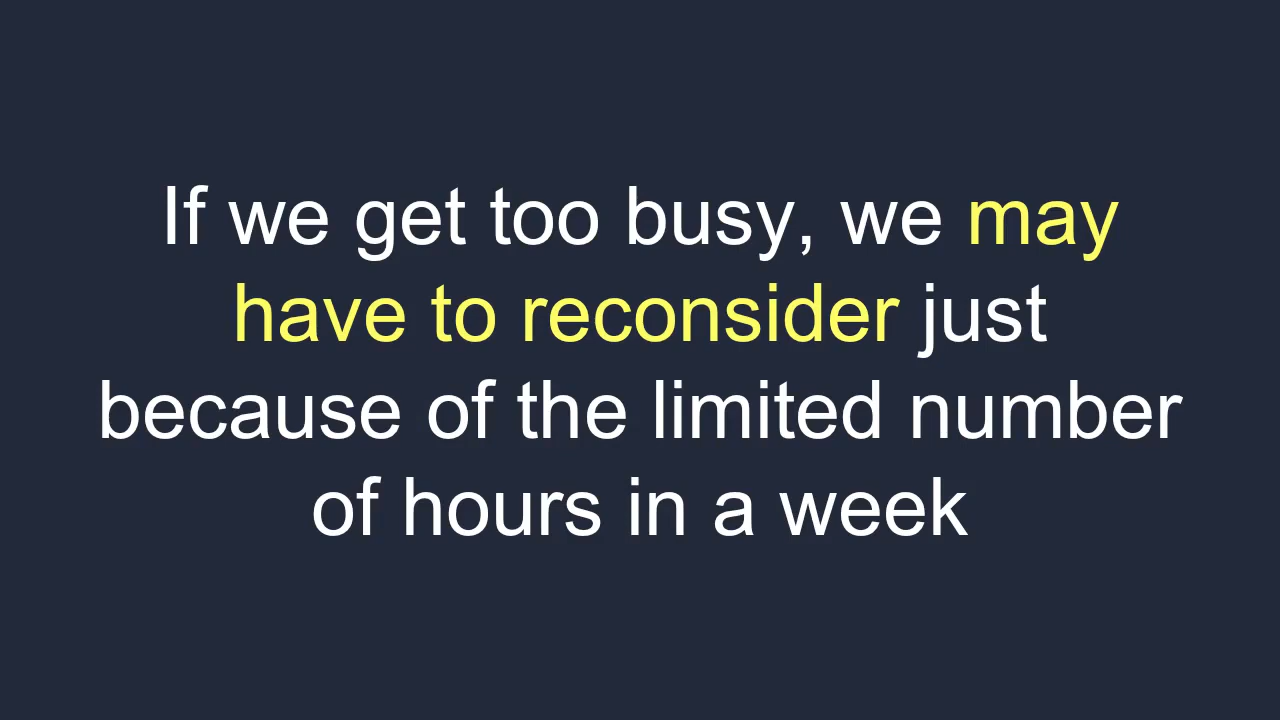 If we get too busy, we may
have to reconsider just
because of the limited number
of hours in a week